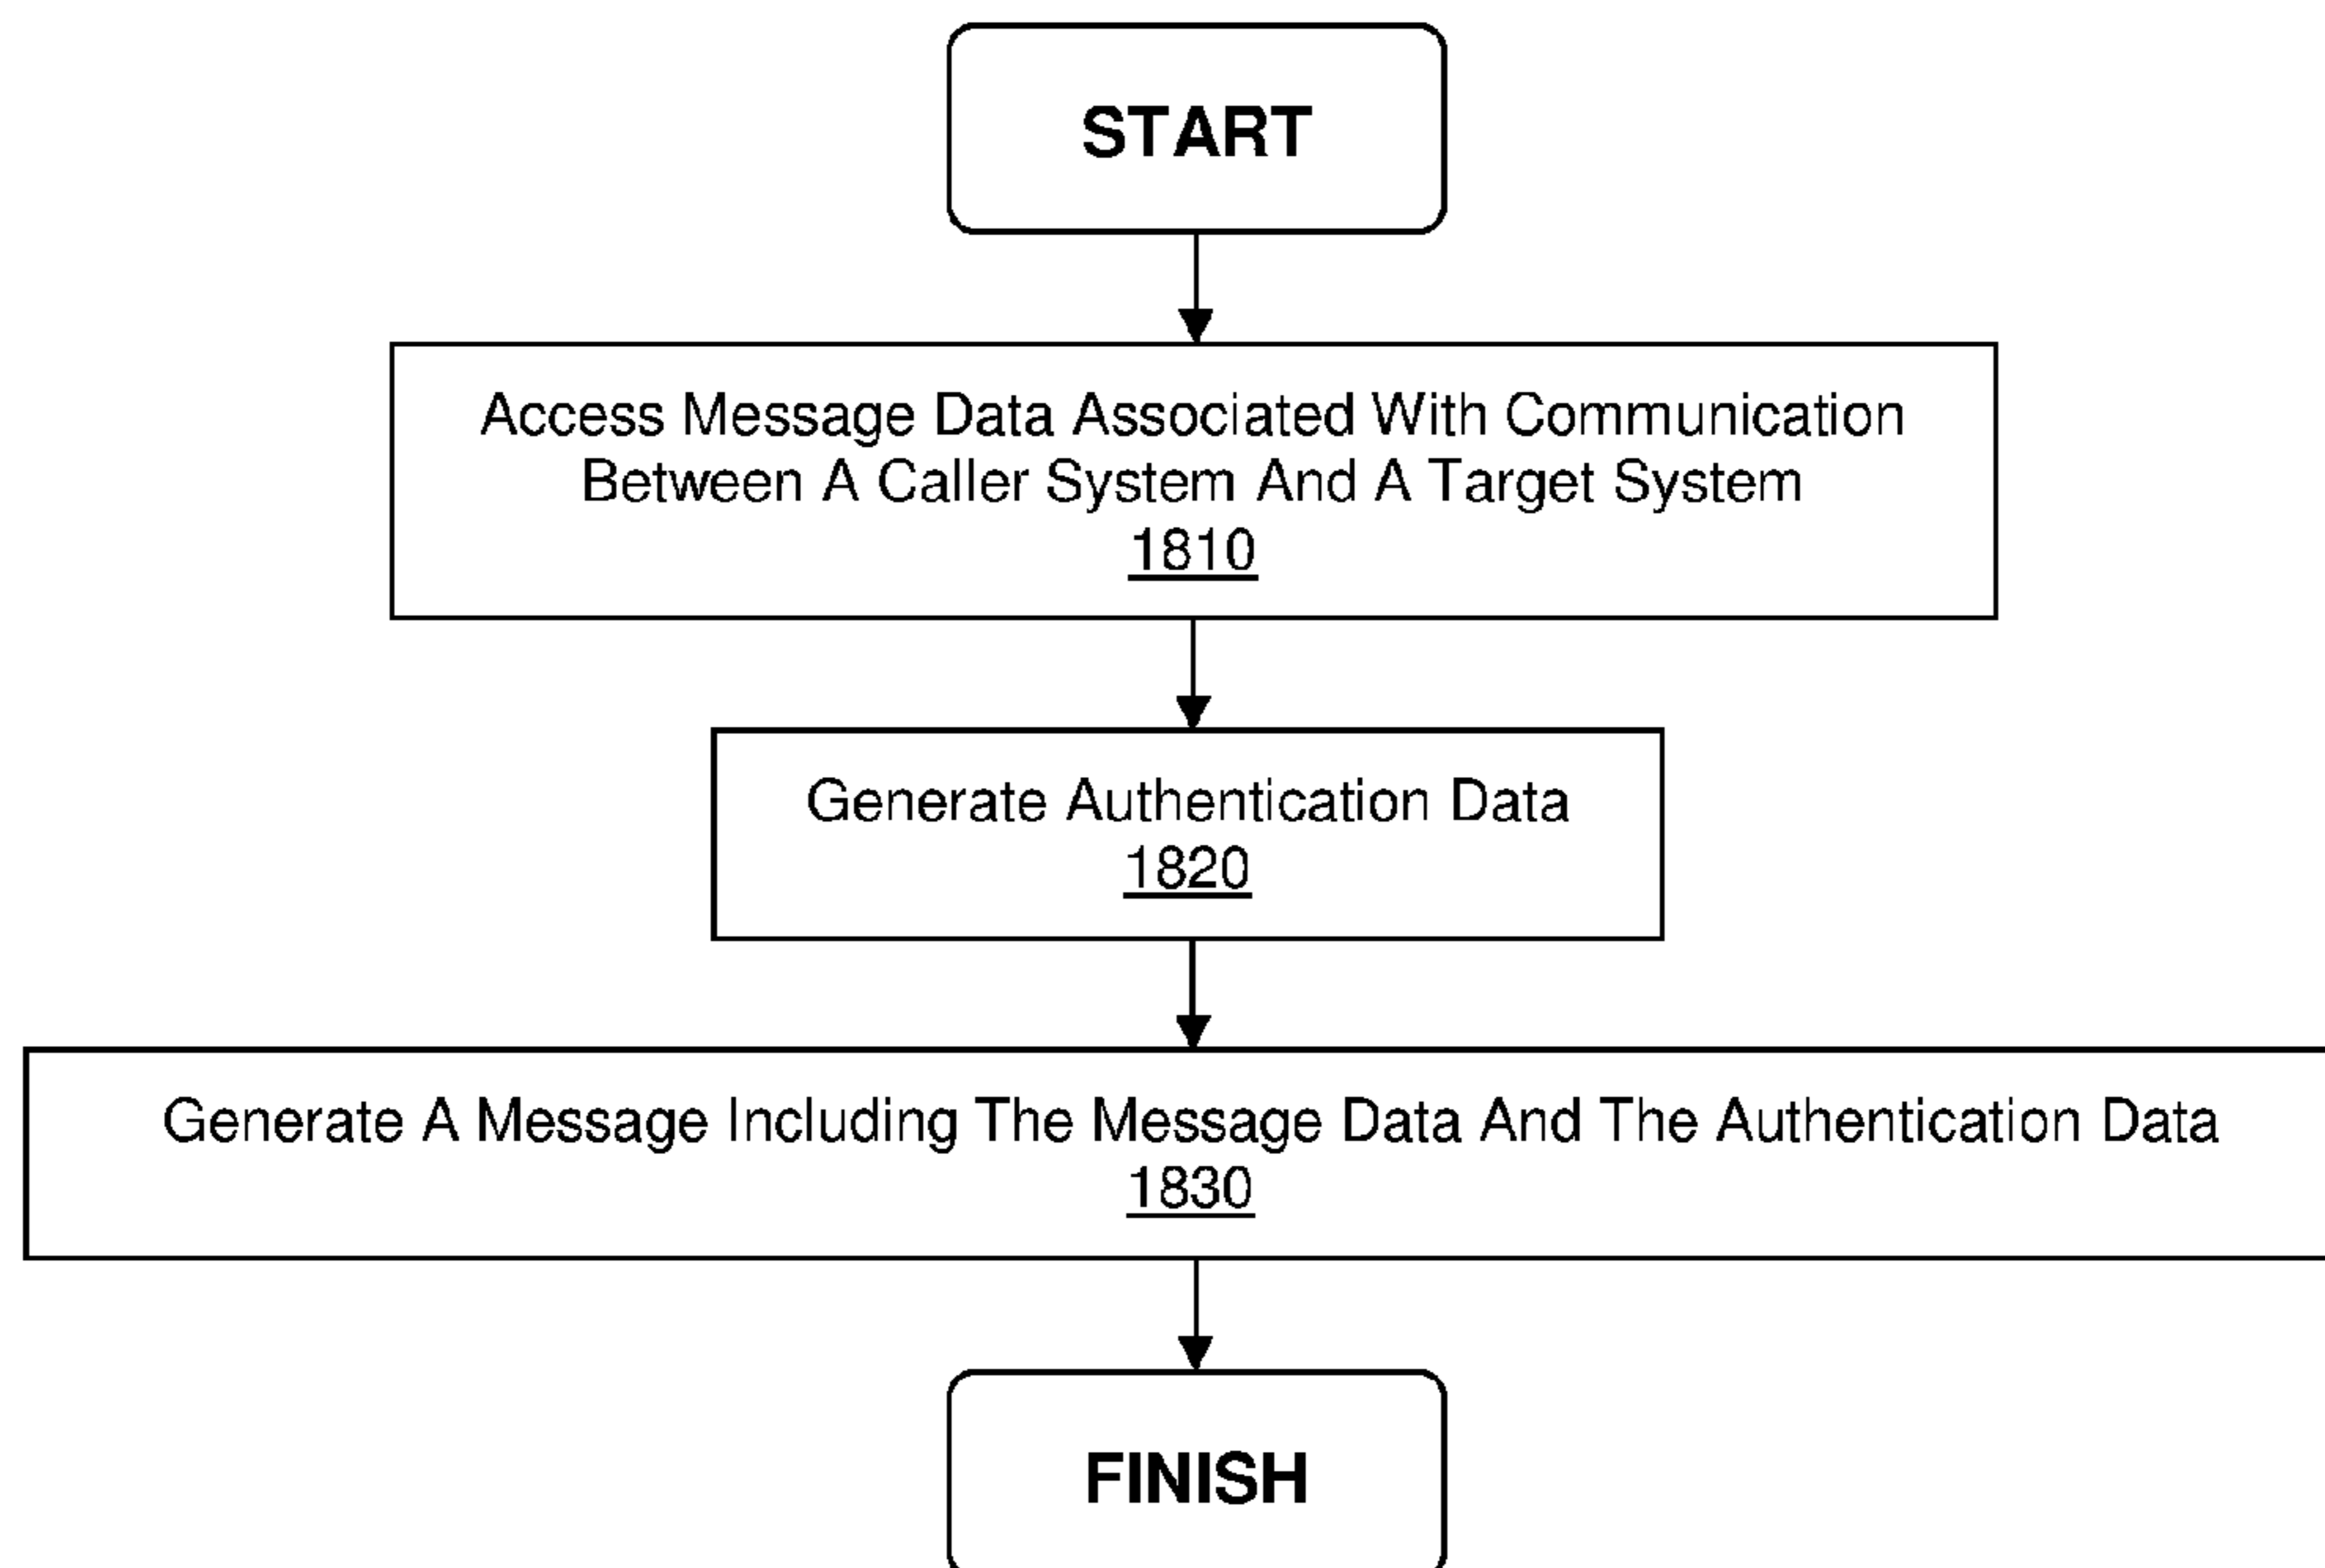 START
Access Message Data Associated With Communication
Between A Caller System And A Target System
1810
Generate Authentication Data
1820
Generate A Message Including The Message Data And The Authentication Data
1830
FINISH